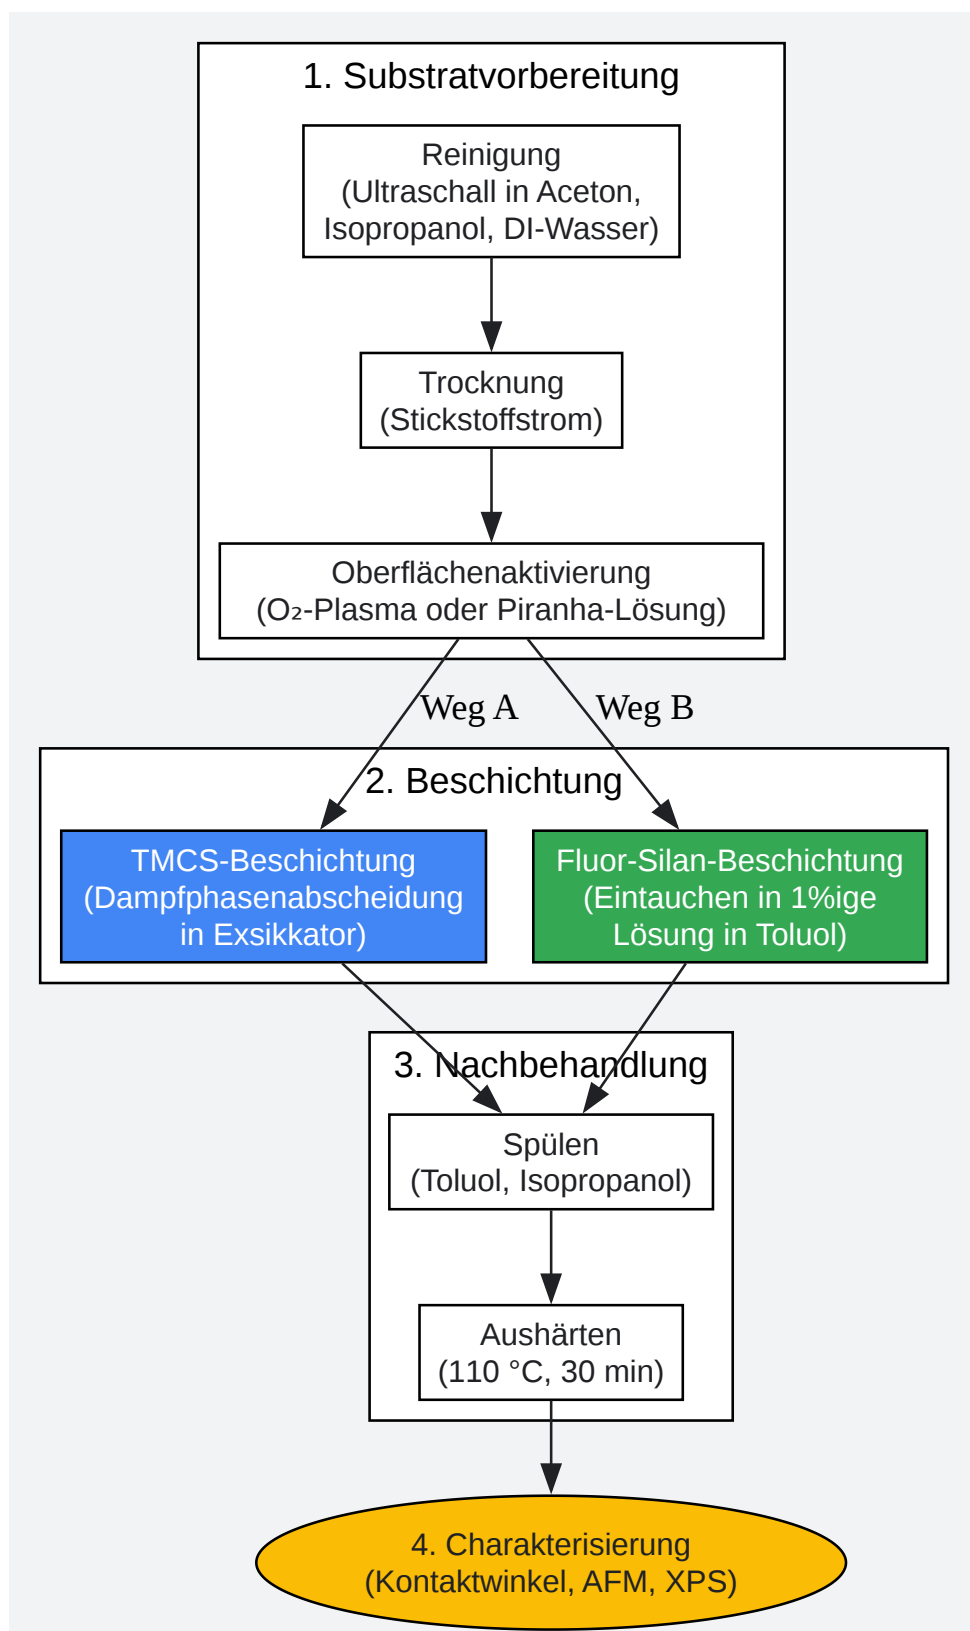 1. Substratvorbereitung
Reinigung
(Ultraschall in Aceton,
Isopropanol, DI-Wasser)
Trocknung
(Stickstoffstrom)
Oberflächenaktivierung
(O₂-Plasma oder Piranha-Lösung)
Weg A
Weg B
2. Beschichtung
TMCS-Beschichtung
(Dampfphasenabscheidung
in Exsikkator)
Fluor-Silan-Beschichtung
(Eintauchen in 1%ige
Lösung in Toluol)
3. Nachbehandlung
Spülen
(Toluol, Isopropanol)
Aushärten
(110 °C, 30 min)
4. Charakterisierung
(Kontaktwinkel, AFM, XPS)